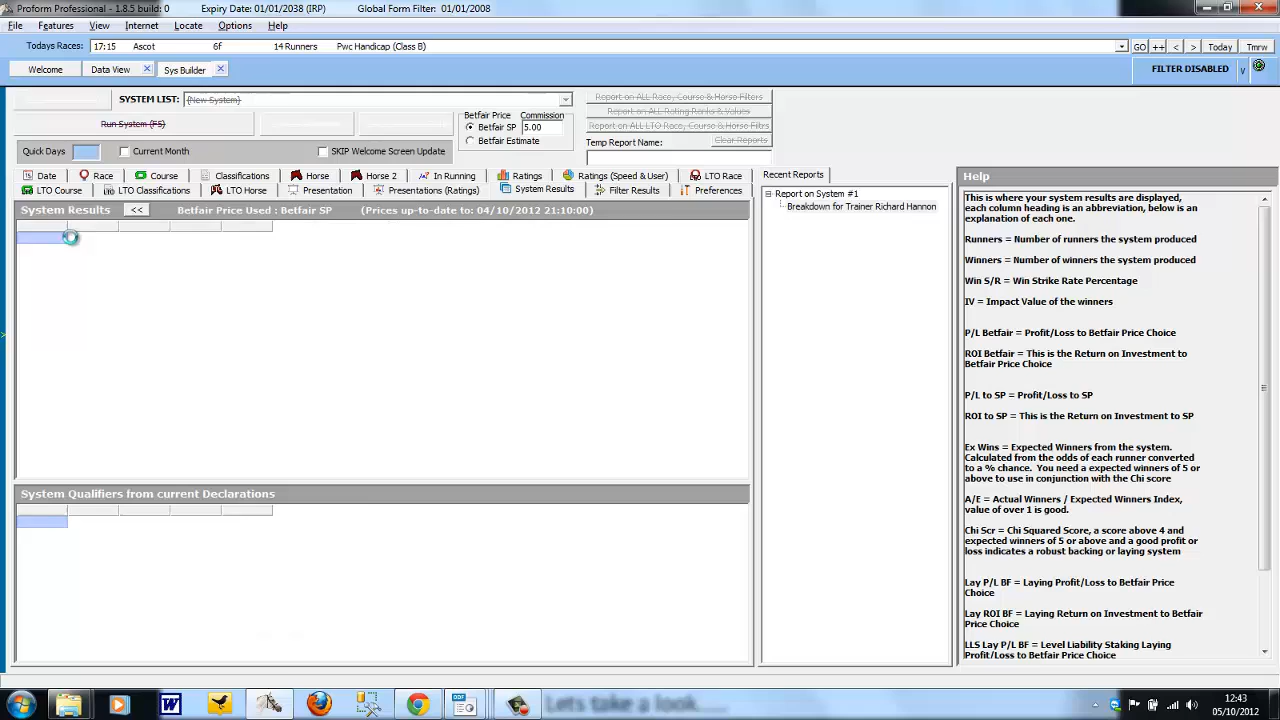 Proform Professional - 1.8.5 build: 0 Expiry Date: 01/01/2038 (IRP) Global Form Filter: 01/01/2008
File Features View Internet Locate Options Help
Todays Races: 17:15 Ascot 6f 14 Runners Pwc Handicap (Class B) GO ++ < > Today Tmrw
Welcome Data View Sys Builder FILTER DISABLED v
SYSTEM LIST: {New System}
Run System (F5)
Betfair Price Commission
Betfair SP 5.00
Betfair Estimate
Report on ALL Race, Course & Horse Filters
Report on ALL Rating Ranks & Values
Report on ALL LTO Race, Course & Horse Filtrs
Temp Report Name: Clear Reports
Quick Days Current Month SKIP Welcome Screen Update
Date Race Course Classifications Horse Horse 2 In Running Ratings Ratings (Speed & User) LTO Race
LTO Course LTO Classifications LTO Horse Presentation Presentations (Ratings) System Results Filter Results Preferences
System Results << Betfair Price Used : Betfair SP (Prices up-to-date to: 04/10/2012 21:10:00)
System Qualifiers from current Declarations
Recent Reports
Report on System #1
Breakdown for Trainer Richard Hannon
Help
This is where your system results are displayed,
each column heading is an abbreviation, below is an
explanation of each one.
Runners = Number of runners the system produced
Winners = Number of winners the system produced
Win S/R = Win Strike Rate Percentage
IV = Impact Value of the winners
P/L Betfair = Profit/Loss to Betfair Price Choice
ROI Betfair = This is the Return on Investment to
Betfair Price Choice
P/L to SP = Profit/Loss to SP
ROI to SP = This is the Return on Investment to SP
Ex Wins = Expected Winners from the system.
Calculated from the odds of each runner converted
to a % chance. You need a expected winners of 5 or
above to use in conjunction with the Chi score
A/E = Actual Winners / Expected Winners Index,
value of over 1 is good.
Chi Scr = Chi Squared Score, a score above 4 and
expected winners of 5 or above and a good profit or
loss indicates a robust backing or laying system
Lay P/L BF = Laying Profit/Loss to Betfair Price
Choice
Lay ROI BF = Laying Return on Investment to Betfair
Price Choice
LLS Lay P/L BF = Level Liability Staking Laying
Profit/Loss to Betfair Price Choice
Lets take a look.....
12:43
05/10/2012